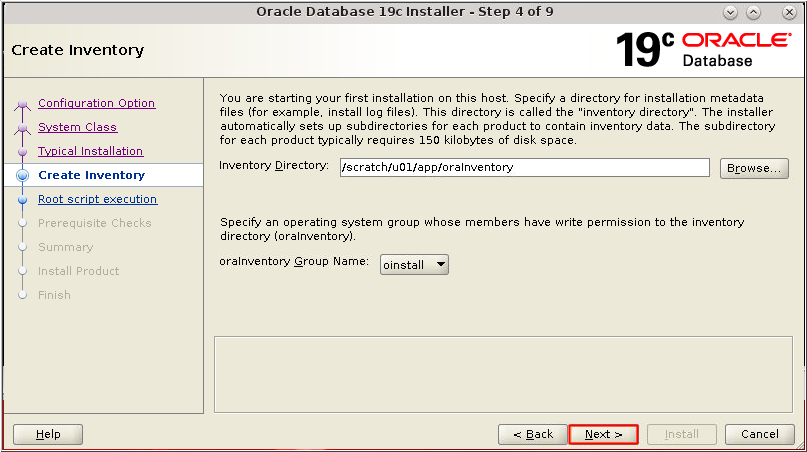 Oracle Database 19c Installer - Step 4 of 9
Create Inventory
19c ORACLE
Database
Configuration Option
System Class
Typical Installation
Create Inventory
Root script execution
Prerequisite Checks
Summary
Install Product
Finish
You are starting your first installation on this host. Specify a directory for installation metadata
files (for example, install log files). This directory is called the "inventory directory". The installer
automatically sets up subdirectories for each product to contain inventory data. The subdirectory
for each product typically requires 150 kilobytes of disk space.
Inventory Directory: /scratch/u01/app/oraInventory Browse...
Specify an operating system group whose members have write permission to the inventory
directory (oraInventory).
oraInventory Group Name: oinstall
Help < Back Next > Install Cancel